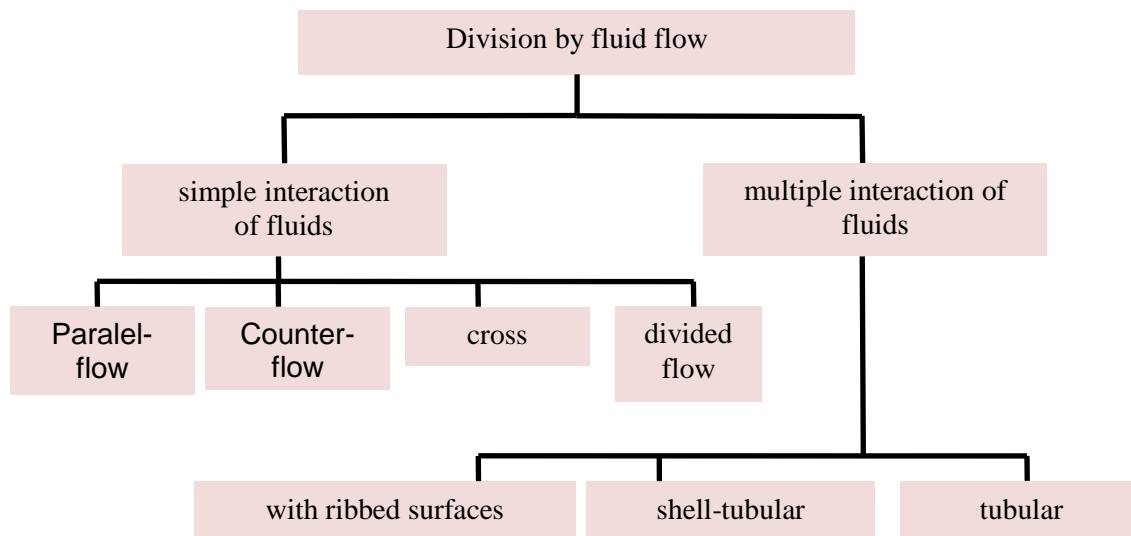 Division by fluid flow
simple interaction
of fluids
multiple interaction of
fluids
Paralel-
flow
Counter-
flow
cross
divided
flow
with ribbed surfaces
shell-tubular
tubular